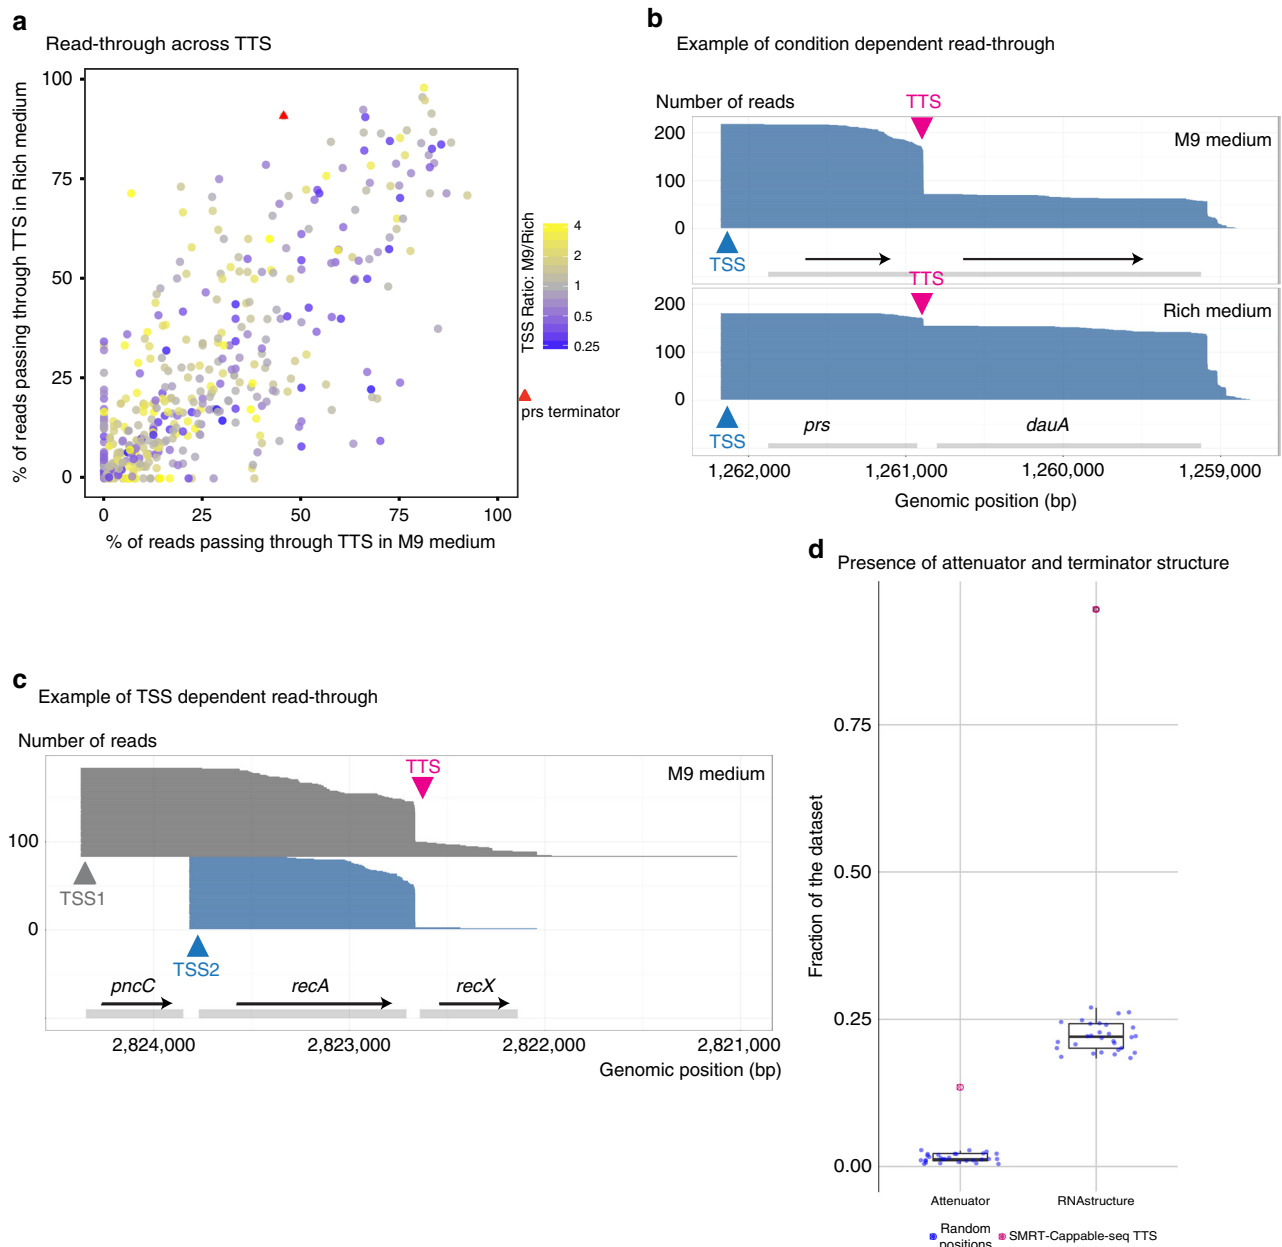 a
Read-through across TTS
% of reads passing through TTS in Rich medium
100
75
50
25
0
0 25 50 75 100
% of reads passing through TTS in M9 medium
TSS Ratio: M9/Rich
4
2
1
0.5
0.25
prs terminator
b
Example of condition dependent read-through
Number of reads
TTS
M9 medium
200
100
0
TSS
TTS
Rich medium
200
100
0
TSS
prs dauA
1,262,000 1,261,000 1,260,000 1,259,000
Genomic position (bp)
c
Example of TSS dependent read-through
Number of reads
TTS
M9 medium
100
0
TSS1
TSS2
pncC recA recX
2,824,000 2,823,000 2,822,000 2,821,000
Genomic position (bp)
d
Presence of attenuator and terminator structure
Fraction of the dataset
0.75
0.50
0.25
0.00
Attenuator RNAstructure
Random positions
SMRT-Cappable-seq TTS